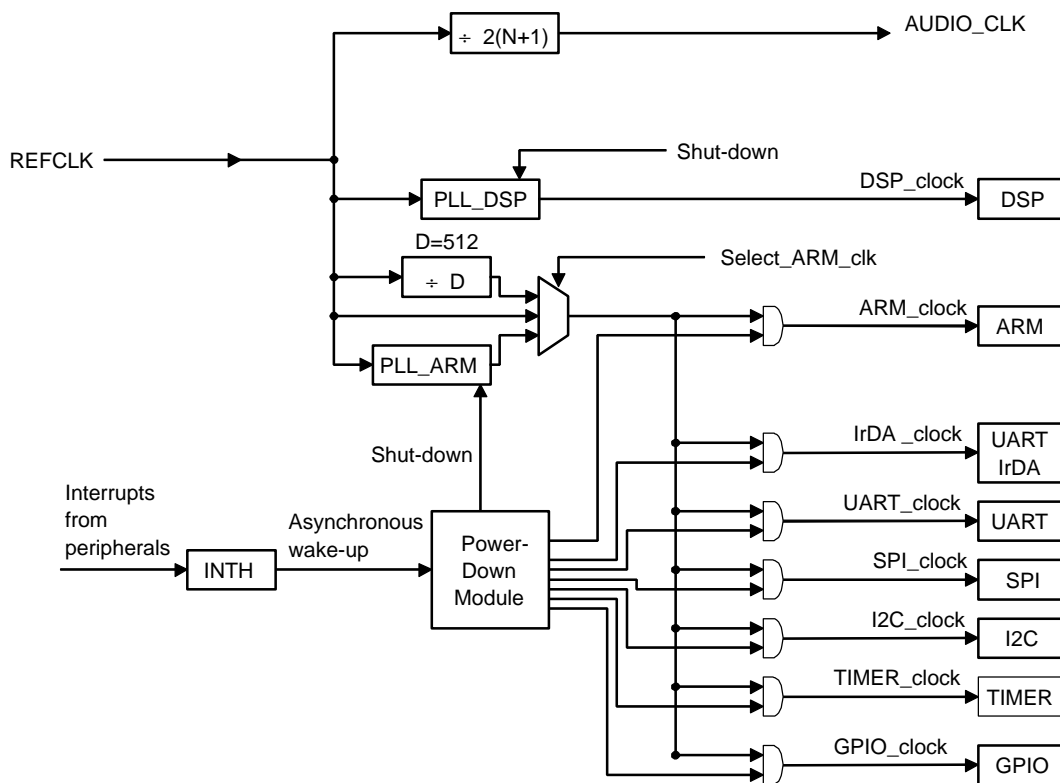 ÷ 2(N+1)
AUDIO_CLK
REFCLK
Shut-down
PLL_DSP
DSP_clock
DSP
D=512
÷ D
Select_ARM_clk
ARM_clock
ARM
PLL_ARM
Shut-down
IrDA _clock
UART
IrDA
Interrupts
from
peripherals
INTH
Asynchronous
wake-up
Power-
Down
Module
UART_clock
UART
SPI_clock
SPI
I2C_clock
I2C
TIMER_clock
TIMER
GPIO_clock
GPIO